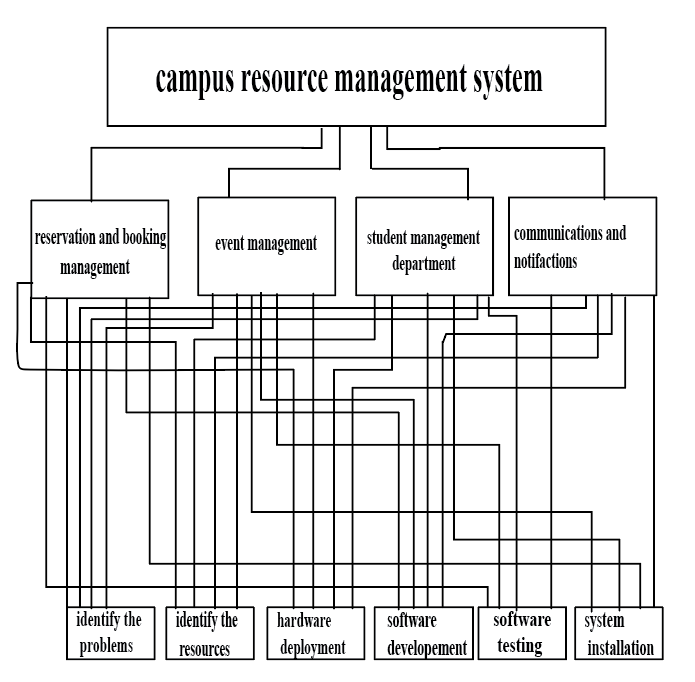 campus resource management system
reservation and booking
management
event management
student management
department
communications and
notifactions
identify the
problems
identify the
resources
hardware
deployment
software
developement
software
testing
system
installation